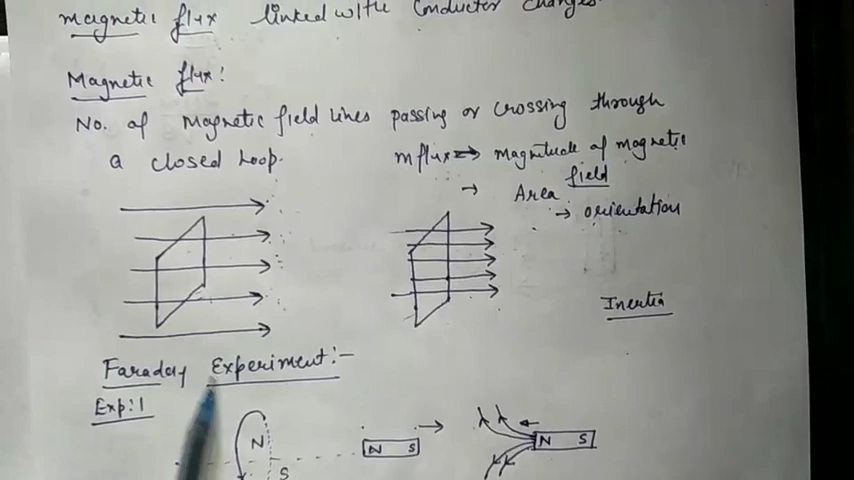 magnetic flux linked with conductor changes.
Magnetic flux:
No. of Magnetic field lines passing or crossing through
a closed loop.
mflux => magnitude of magnetic
field
→ Area
→ orientation
Inertia
Faraday Experiment:-
Exp:1
N
S
N S
N S